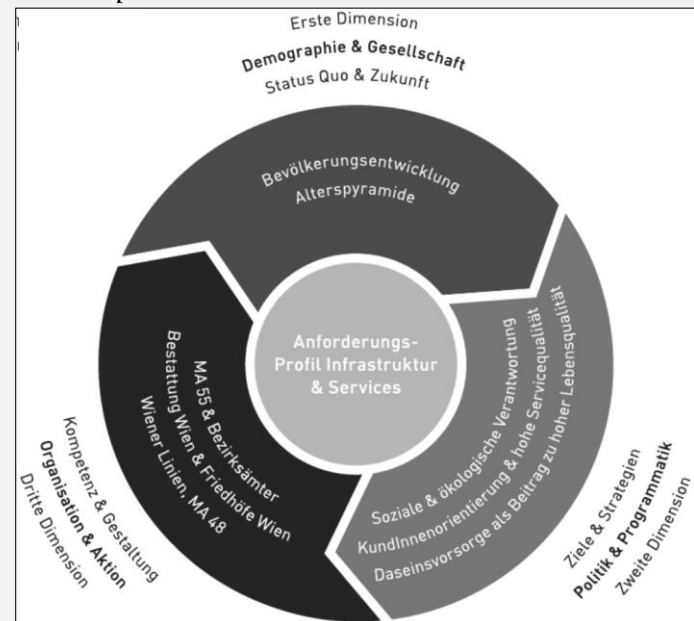 Erste Dimension
Demographie & Gesellschaft
Status Quo & Zukunft
Bevölkerungsentwicklung
Alterspyramide
Anforderungs-
Profil Infrastruktur
& Services
Soziale & ökologische Verantwortung
KundInnenorientierung & hohe Servicequalität
Daseinsvorsorge als Beitrag zu hoher Lebensqualität
Ziele & Strategien
Politik & Programmatik
Zweite Dimension
MA 55 & Bezirksämter
Bestattung Wien & Friedhöfe Wien
Wiener Linien, MA 48
Kompetenz & Gestaltung
Organisation & Aktion
Dritte Dimension